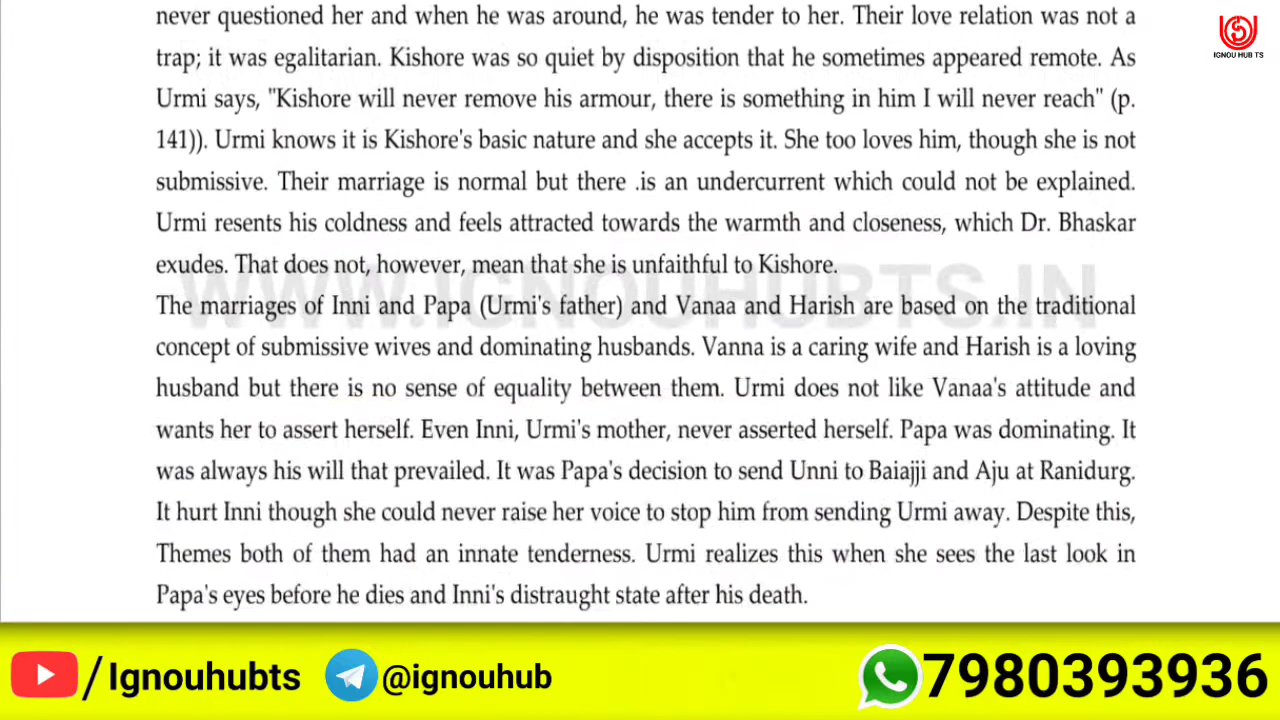 never questioned her and when he was around, he was tender to her. Their love relation was not a
IGNOU HUB TS
trap; it was egalitarian. Kishore was so quiet by disposition that he sometimes appeared remote. As
Urmi says, "Kishore will never remove his armour, there is something in him I will never reach" (p.
141)). Urmi knows it is Kishore's basic nature and she accepts it. She too loves him, though she is not
submissive. Their marriage is normal but there .is an undercurrent which could not be explained.
Urmi resents his coldness and feels attracted towards the warmth and closeness, which Dr. Bhaskar
exudes. That does not, however, mean that she is unfaithful to Kishore.
WWW.IGNOUHUBTS.IN
The marriages of Inni and Papa (Urmi's father) and Vanaa and Harish are based on the traditional
concept of submissive wives and dominating husbands. Vanna is a caring wife and Harish is a loving
husband but there is no sense of equality between them. Urmi does not like Vanaa's attitude and
wants her to assert herself. Even Inni, Urmi's mother, never asserted herself. Papa was dominating. It
was always his will that prevailed. It was Papa's decision to send Unni to Baiajji and Aju at Ranidurg.
It hurt Inni though she could never raise her voice to stop him from sending Urmi away. Despite this,
Themes both of them had an innate tenderness. Urmi realizes this when she sees the last look in
Papa's eyes before he dies and Inni's distraught state after his death.
/Ignouhubts @ignouhub 7980393936